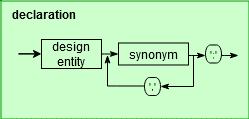 declaration
design
entity
synonym
';'
','